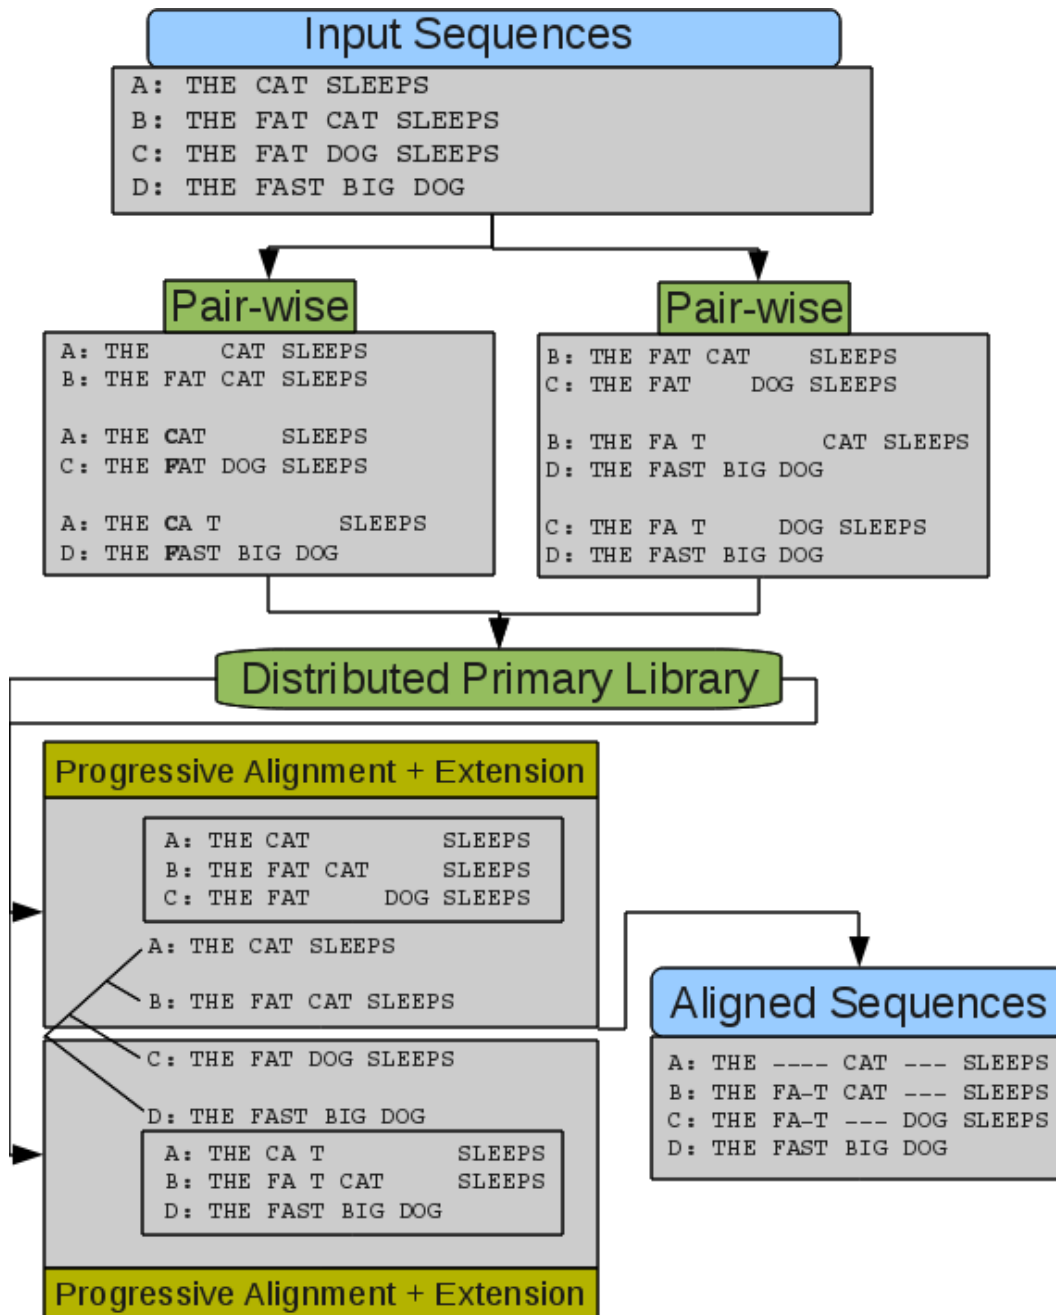 Input Sequences
A: THE CAT SLEEPS
B: THE FAT CAT SLEEPS
C: THE FAT DOG SLEEPS
D: THE FAST BIG DOG
Pair-wise
A: THE     CAT SLEEPS
B: THE FAT CAT SLEEPS
A: THE CAT     SLEEPS
C: THE FAT DOG SLEEPS
A: THE CA T        SLEEPS
D: THE FAST BIG DOG
Pair-wise
B: THE FAT CAT     SLEEPS
C: THE FAT     DOG SLEEPS
B: THE FA T        CAT SLEEPS
D: THE FAST BIG DOG
C: THE FA T     DOG SLEEPS
D: THE FAST BIG DOG
Distributed Primary Library
Progressive Alignment + Extension
A: THE CAT         SLEEPS
B: THE FAT CAT     SLEEPS
C: THE FAT     DOG SLEEPS
A: THE CAT SLEEPS
B: THE FAT CAT SLEEPS
C: THE FAT DOG SLEEPS
D: THE FAST BIG DOG
A: THE CA T         SLEEPS
B: THE FA T CAT     SLEEPS
D: THE FAST BIG DOG
Progressive Alignment + Extension
Aligned Sequences
A: THE ---- CAT --- SLEEPS
B: THE FA-T CAT --- SLEEPS
C: THE FA-T --- DOG SLEEPS
D: THE FAST BIG DOG